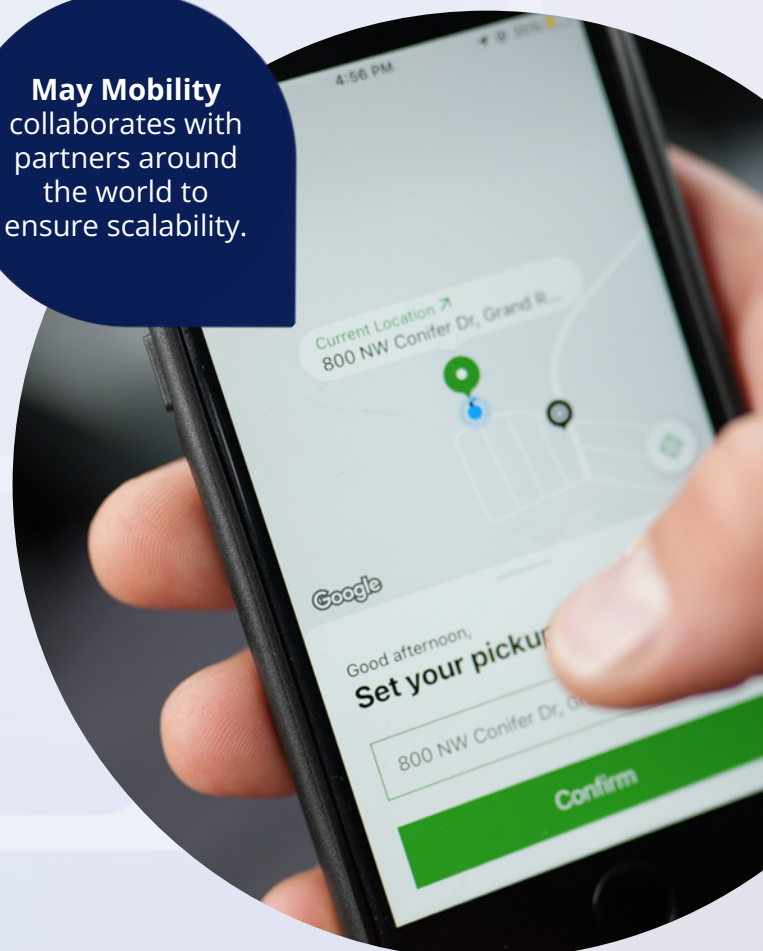 May Mobility
collaborates with
partners around
the world to
ensure scalability.
4:56 PM
Current Location
800 NW Conifer Dr, Grand R...
Google
Good afternoon,
Set your pickup
800 NW Conifer Dr,
Confirm